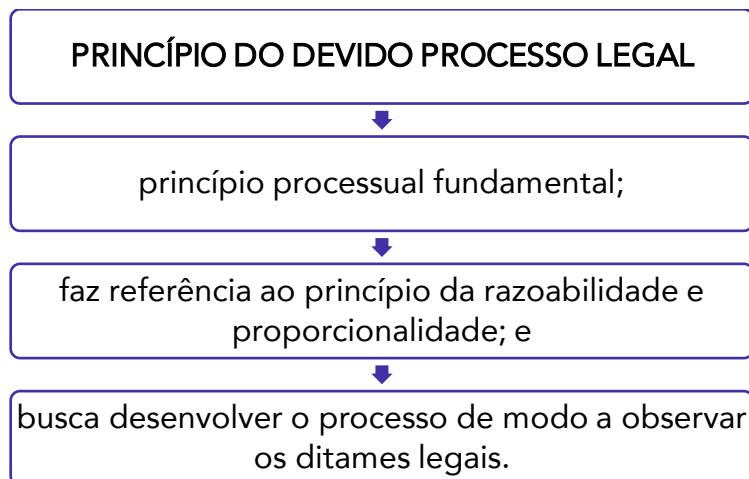 PRINCÍPIO DO DEVIDO PROCESSO LEGAL
princípio processual fundamental;
faz referência ao princípio da razoabilidade e
proporcionalidade; e
busca desenvolver o processo de modo a observar
os ditames legais.